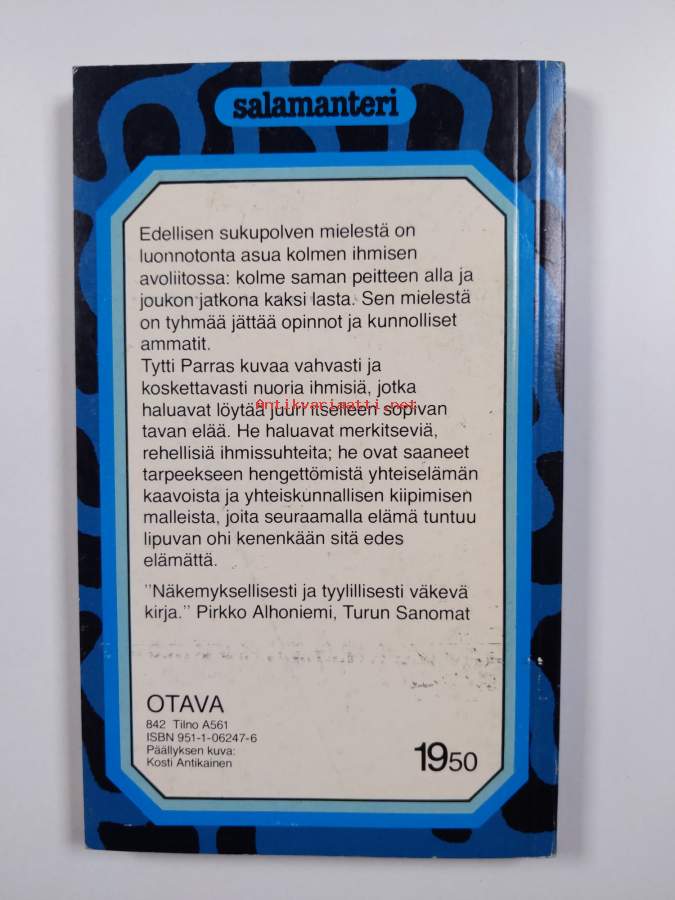 salamanteri
Edellisen sukupolven mielestä on
luonnotonta asua kolmen ihmisen
avoliitossa: kolme saman peitteen alla ja
joukon jatkona kaksi lasta. Sen mielestä
on tyhmää jättää opinnot ja kunnolliset
ammatit.
Tytti Parras kuvaa vahvasti ja
koskettavasti nuoria ihmisiä, jotka
haluavat löytää juuri itselleen sopivan
Antikvariaatti.net
tavan elää. He haluavat merkitseviä,
rehellisiä ihmissuhteita; he ovat saaneet
tarpeekseen hengettömistä yhteiselämän
kaavoista ja yhteiskunnallisen kiipimisen
malleista, joita seuraamalla elämä tuntuu
lipuvan ohi kenenkään sitä edes
elämättä.
"Näkemyksellisesti ja tyylillisesti väkevä
kirja." Pirkko Alhoniemi, Turun Sanomat
OTAVA
842 Tilno A561
ISBN 951-1-06247-6
Päällyksen kuva:
Kosti Antikainen
1950